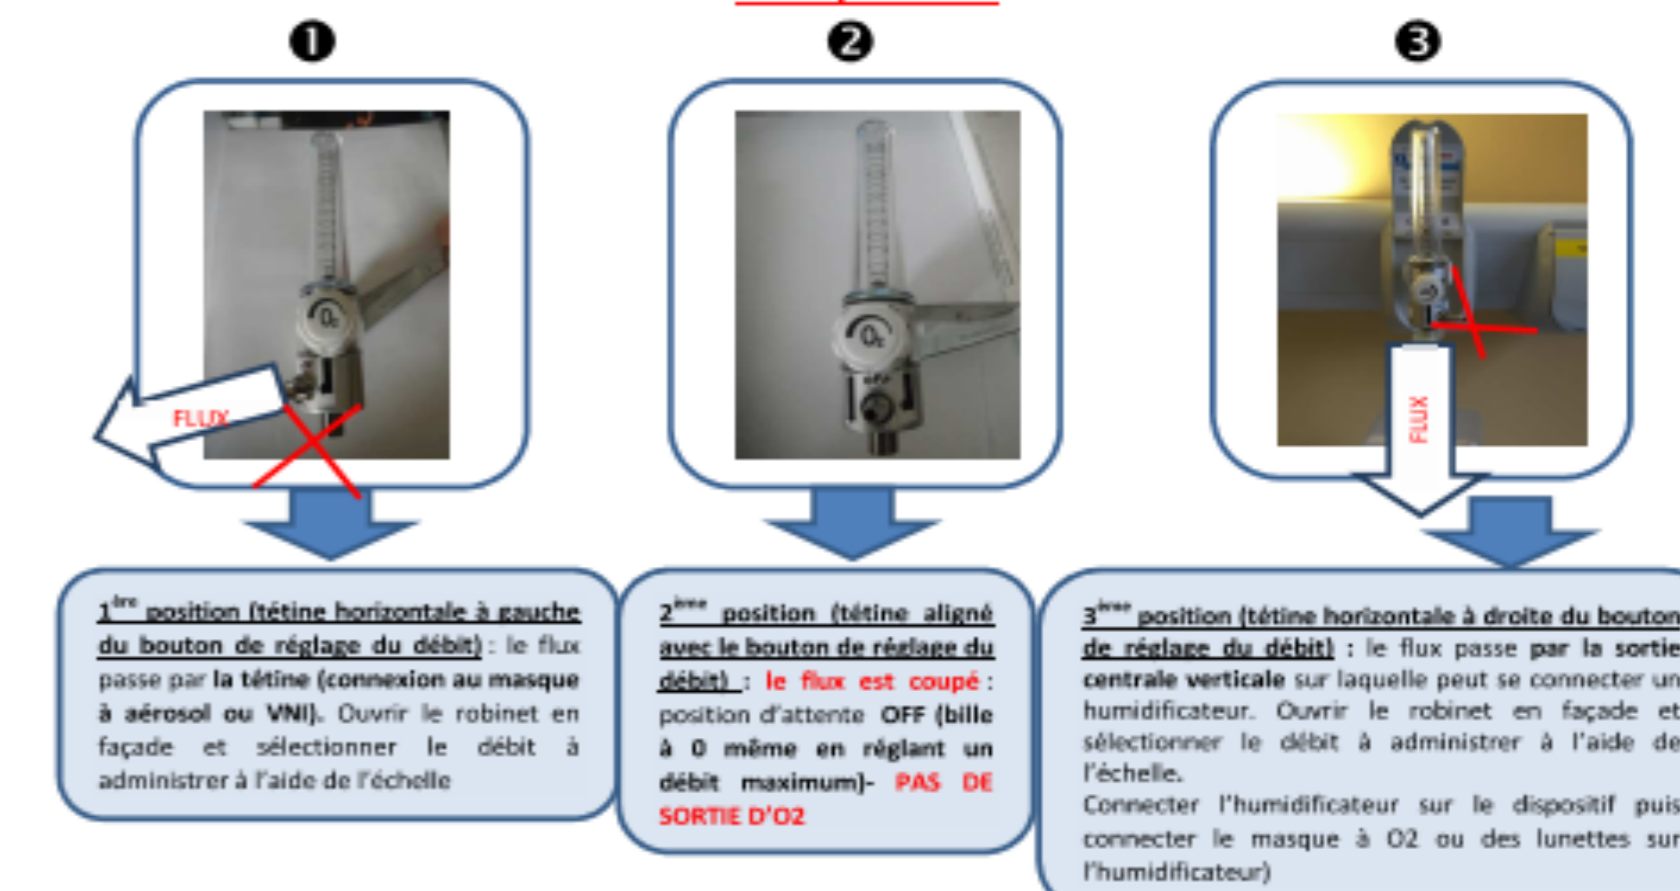 1
2
3
O₂
FLUX
O₂
OFF
FLUX
1ère position (tétine horizontale à gauche
du bouton de réglage du débit) : le flux
passe par la tétine (connexion au masque
à aérosol ou VNI). Ouvrir le robinet en
façade et sélectionner le débit à
administrer à l'aide de l'échelle
2ième position (tétine aligné
avec le bouton de réglage du
débit) : le flux est coupé :
position d'attente OFF (bille
à 0 même en réglant un
débit maximum)- PAS DE
SORTIE D'O2
3ième position (tétine horizontale à droite du bouton
de réglage du débit) : le flux passe par la sortie
centrale verticale sur laquelle peut se connecter un
humidificateur. Ouvrir le robinet en façade et
sélectionner le débit à administrer à l'aide de
l'échelle.
Connecter l'humidificateur sur le dispositif puis
connecter le masque à O2 ou des lunettes sur
l'humidificateur)